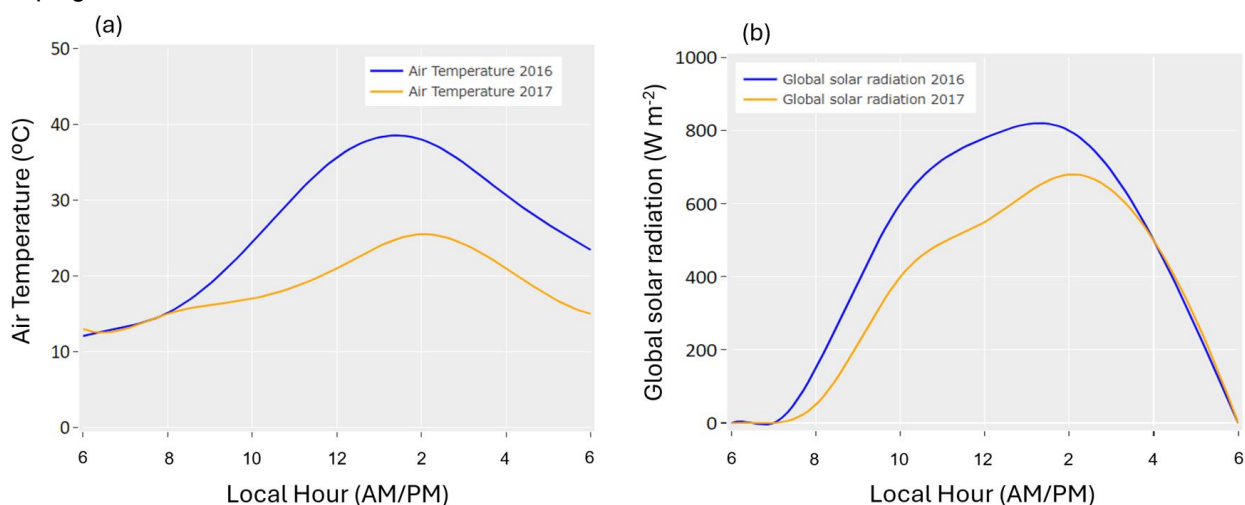 (a)
50
40
30
20
10
0
Air Temperature (ºC)
Air Temperature 2016
Air Temperature 2017
6 8 10 12 2 4 6
Local Hour (AM/PM)
(b)
1000
800
600
400
200
0
Global solar radiation (W m-2)
Global solar radiation 2016
Global solar radiation 2017
6 8 10 12 2 4 6
Local Hour (AM/PM)